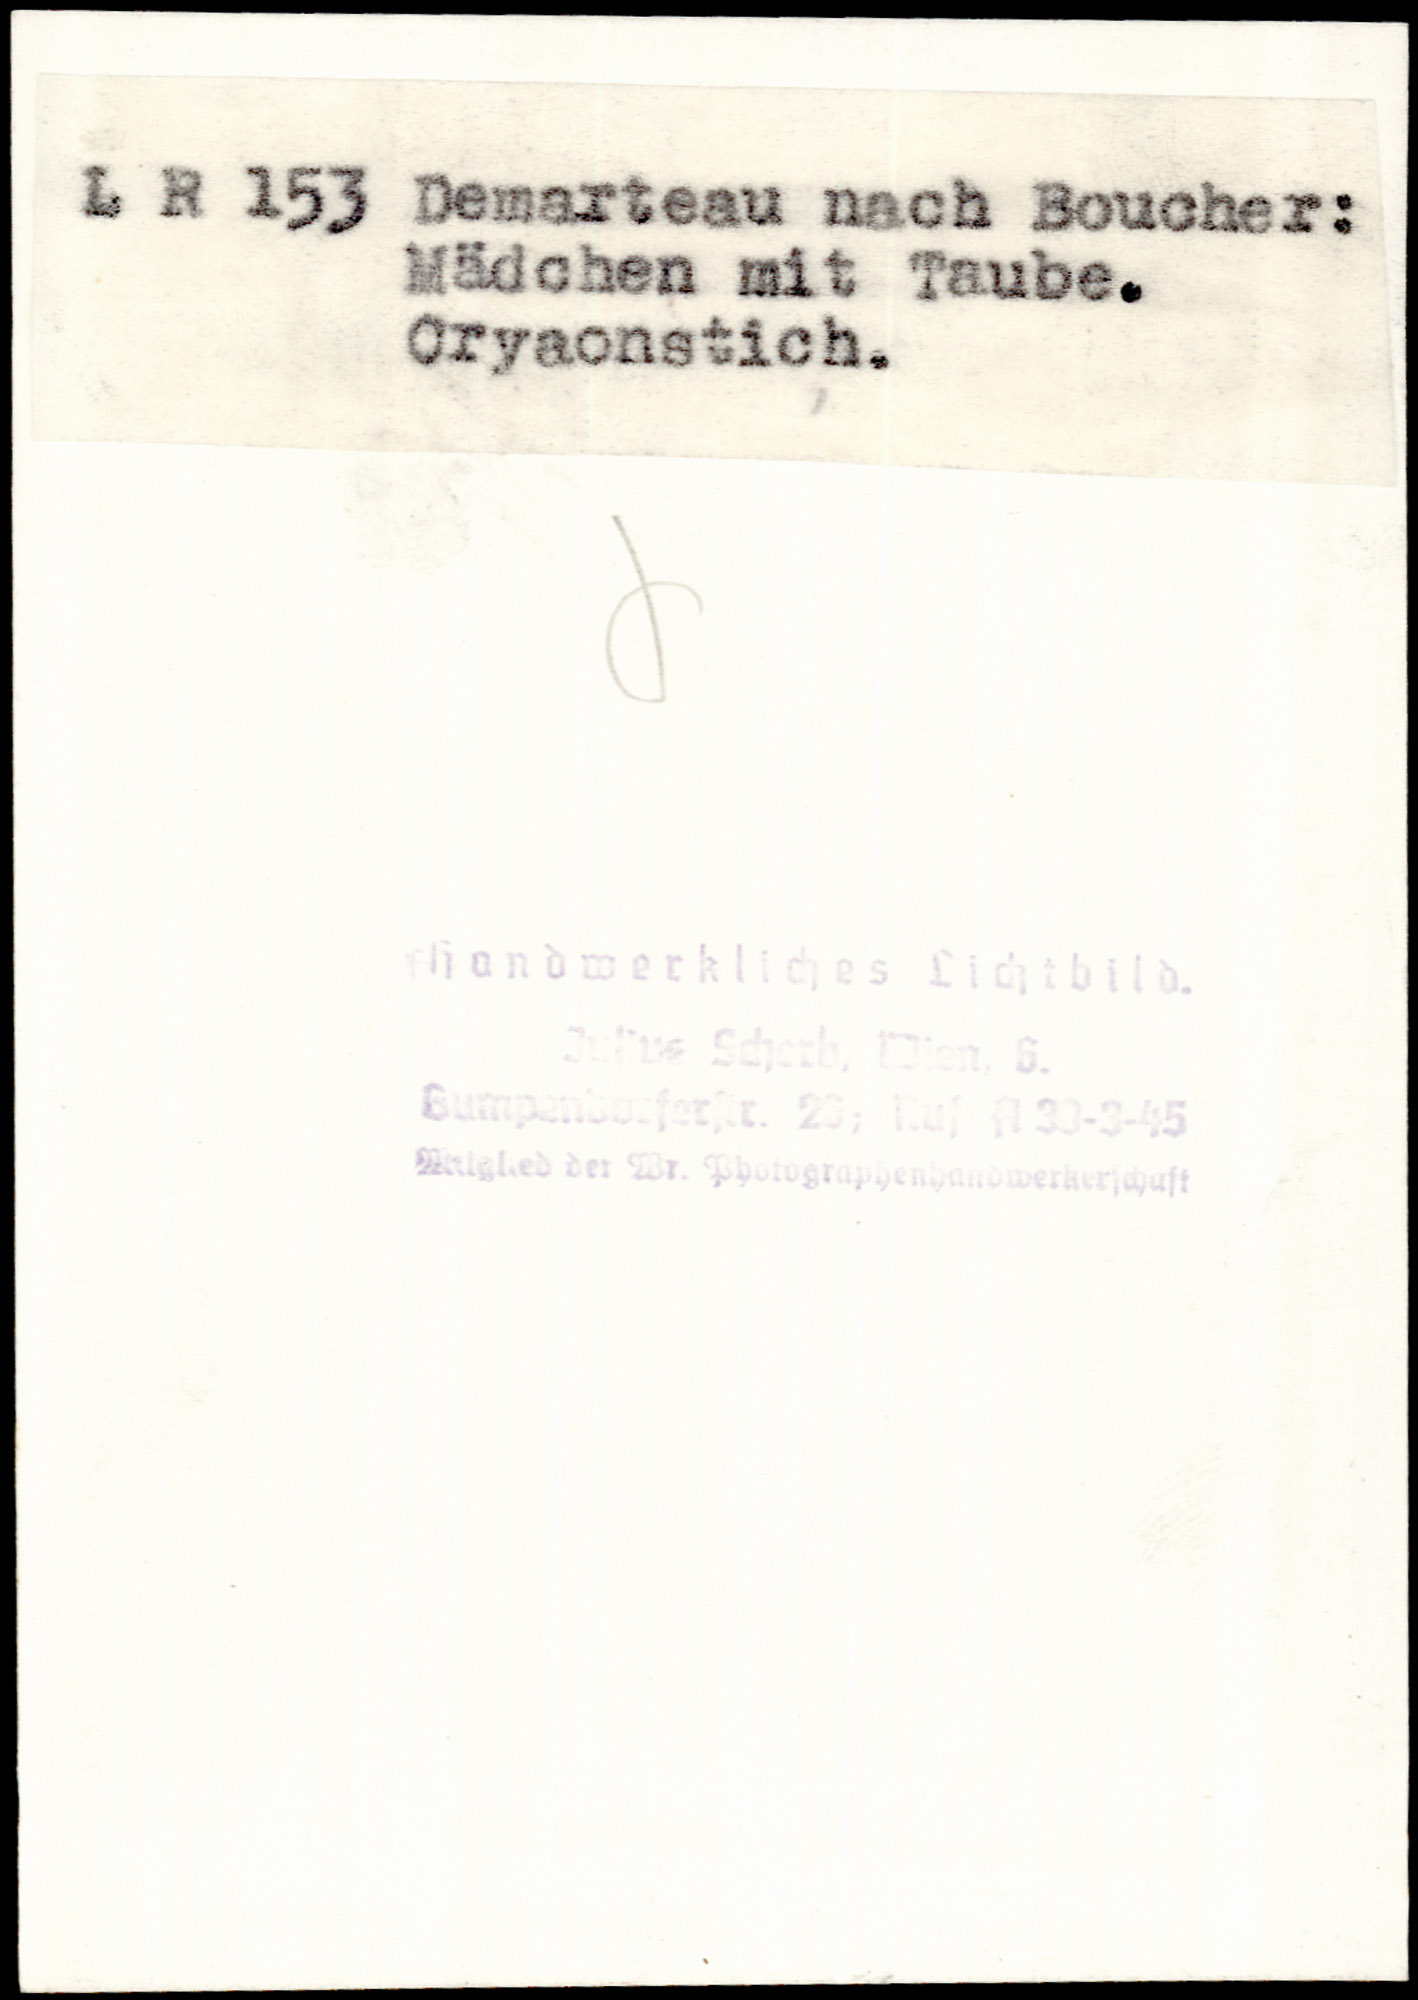 L R 153 Demarteau nach Boucher:
Mädchen mit Taube.
Cryaonstich.
Handwerkliches Lichtbild.
Julius Scherb, Wien, 6.
Gumpendorferstr. 26; Ruf A 30-3-45
Mitglied der Wr. Photographenhandwerkerschaft